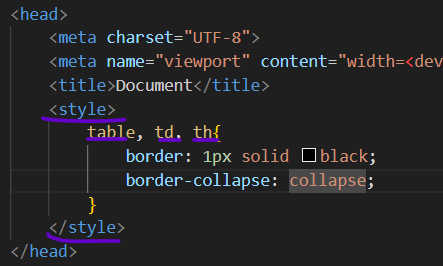 <head>
<meta charset="UTF-8">
<meta name="viewport" content="width=<dev
<title>Document</title>
<style>
table, td, th{
border: 1px solid black;
border-collapse: collapse;
}
</style>
</head>